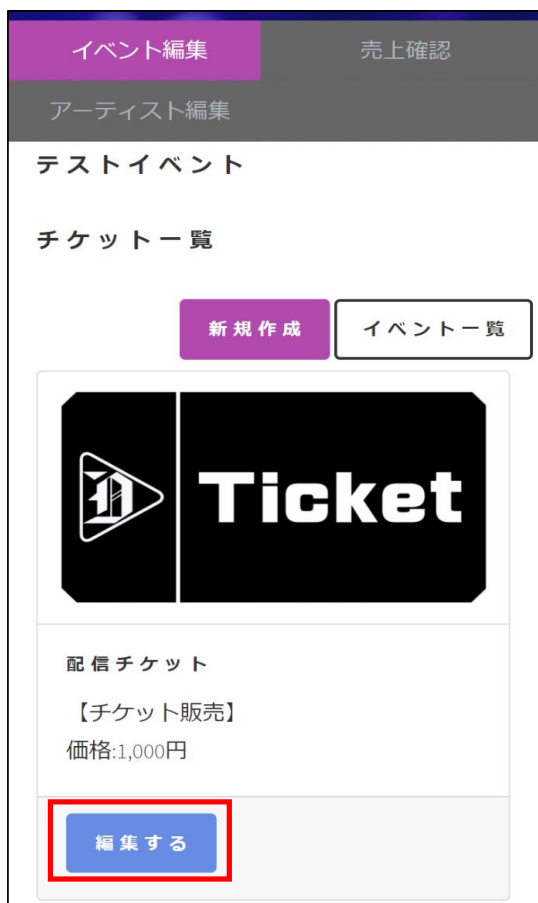 イベント編集
売上確認
アーティスト編集
テストイベント
チケット一覧
新規作成
イベント一覧
D Ticket
配信チケット
【チケット販売】
価格:1,000円
編集する